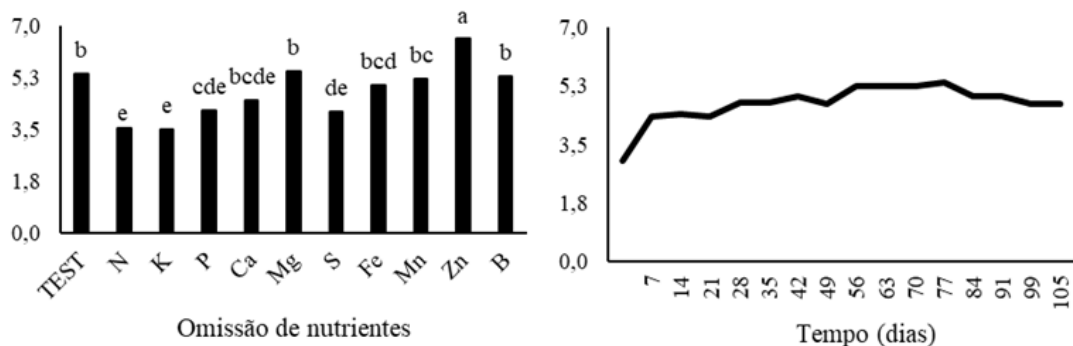 7,0
5,3
3,5
1,8
0,0
b
e
e
cde
bcde
b
de
bcd
bc
a
b
TEST
N
K
P
Ca
Mg
S
Fe
Mn
Zn
B
Omissão de nutrientes
7,0
5,3
3,5
1,8
0,0
7
14
21
28
35
42
49
56
63
70
77
84
91
99
105
Tempo (dias)